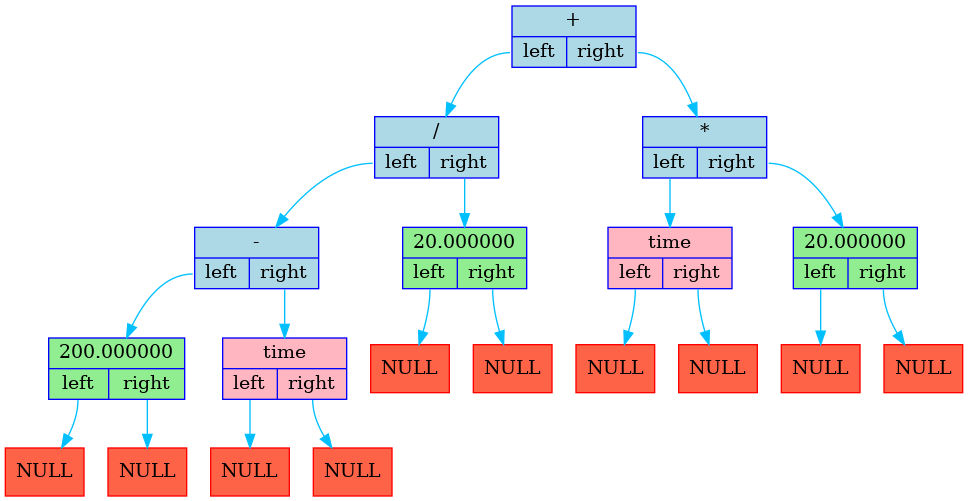 +
left right
/
left right
*
left right
-
left right
20.000000
left right
time
left right
20.000000
left right
200.000000
left right
time
left right
NULL NULL NULL NULL NULL NULL
NULL NULL NULL NULL